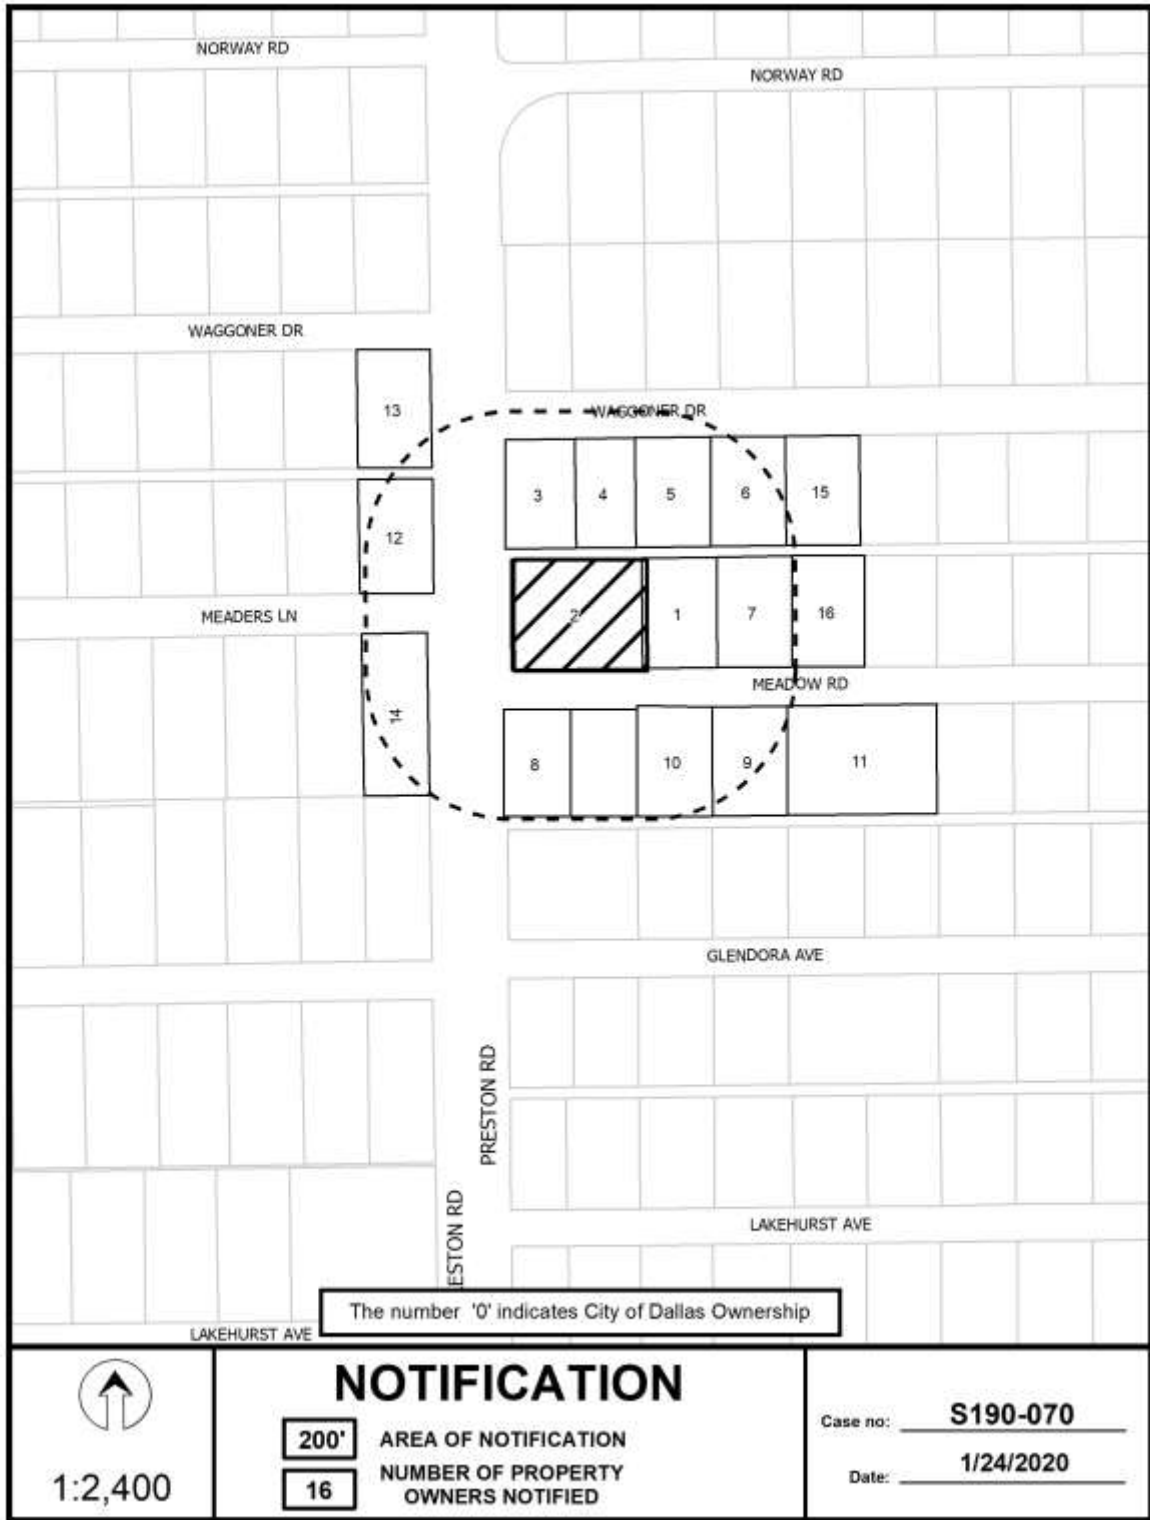 NORWAY RD
NORWAY RD
WAGGONER DR
WAGGONER DR
13
3
4
5
6
15
12
2
1
7
16
MEADERS LN
MEADOW RD
14
8
10
9
11
GLENDORA AVE
PRESTON RD
ESTON RD
LAKEHURST AVE
The number '0' indicates City of Dallas Ownership
LAKEHURST AVE
1:2,400
NOTIFICATION
200' AREA OF NOTIFICATION
16 NUMBER OF PROPERTY
OWNERS NOTIFIED
Case no: S190-070
Date: 1/24/2020